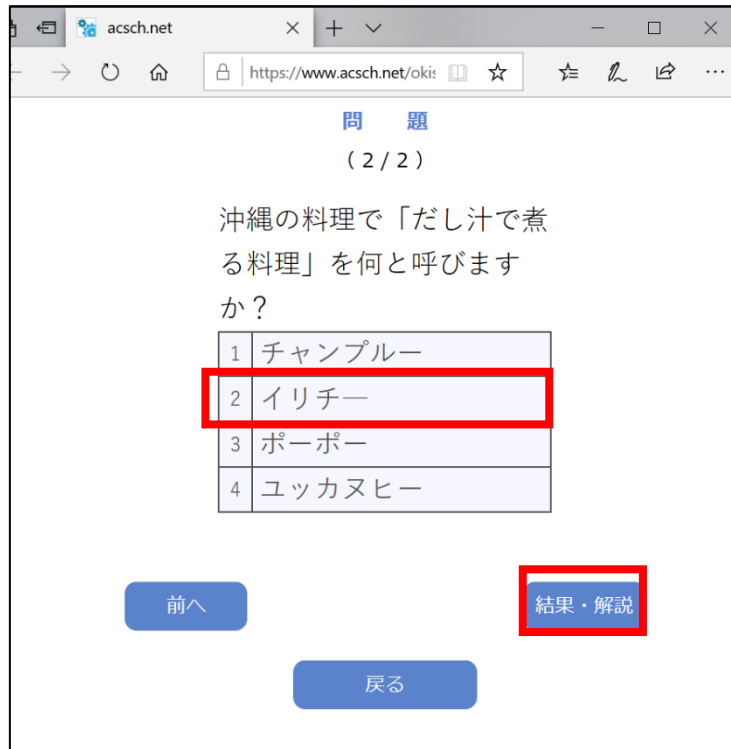 acsch.net
https://www.acsch.net/okis
問 題
(2/2)
沖縄の料理で「だし汁で煮
る料理」を何と呼びます
か？
1 チャンプルー
2 イリチ―
3 ポーポー
4 ユッカヌヒー
前へ
結果・解説
戻る